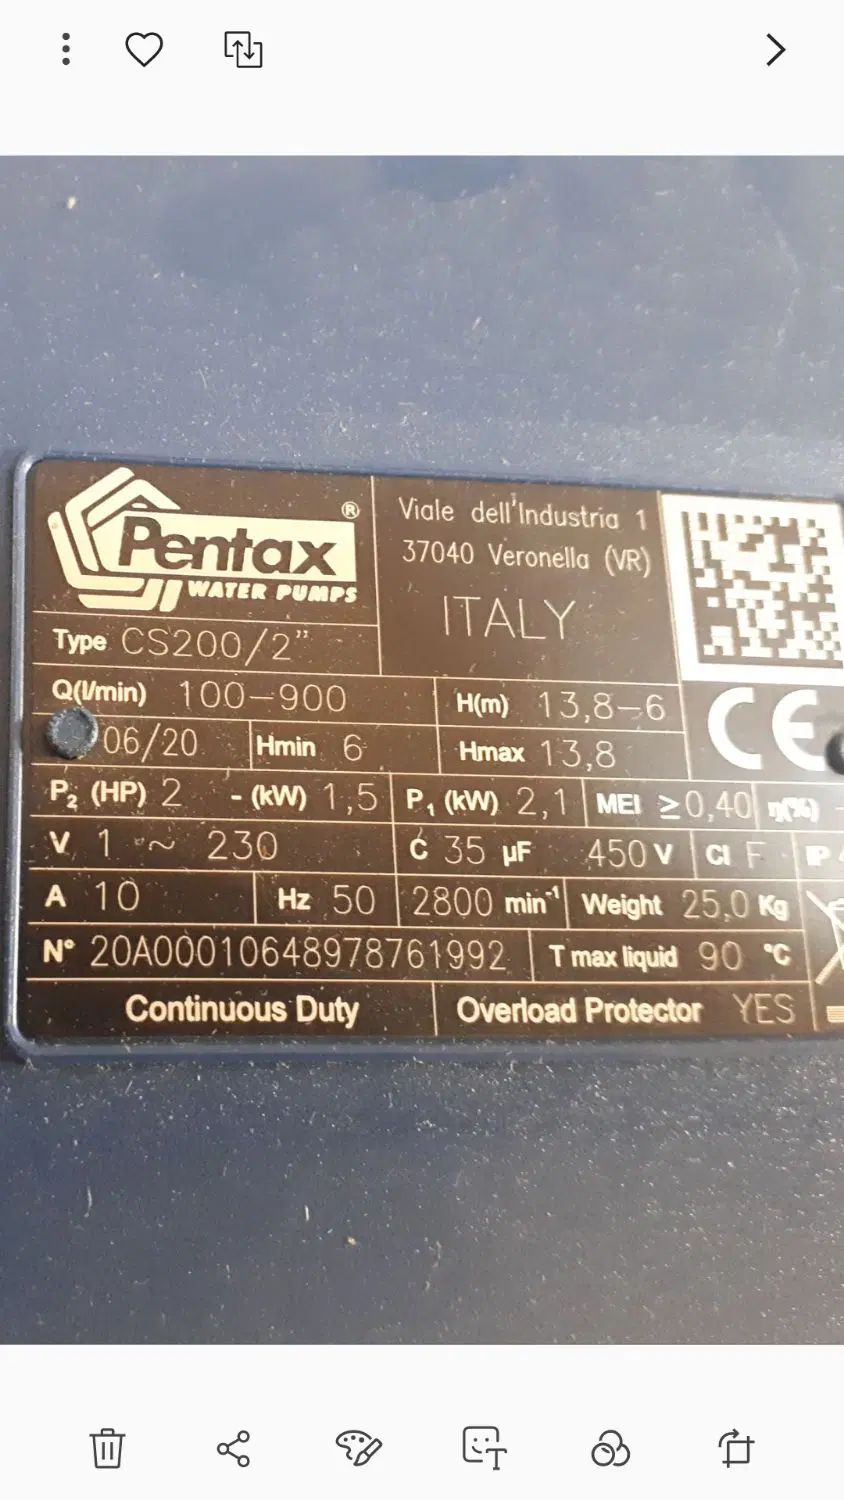 Pentax ®
WATER PUMPS
Viale dell'Industria 1
37040 Veronella (VR)
ITALY
Type CS200/2"
Q(l/min) 100-900 H(m) 13,8-6
06/20 Hmin 6 Hmax 13,8
P₂ (HP) 2 - (kW) 1,5 P₁ (kW) 2,1 MEI ≥0,40 η(%) -
V 1 ~ 230 C 35 µF 450 V Cl F IP
A 10 Hz 50 2800 min⁻¹ Weight 25,0 Kg
N° 20A00010648978761992 T max liquid 90 °C
Continuous Duty Overload Protector YES
CE